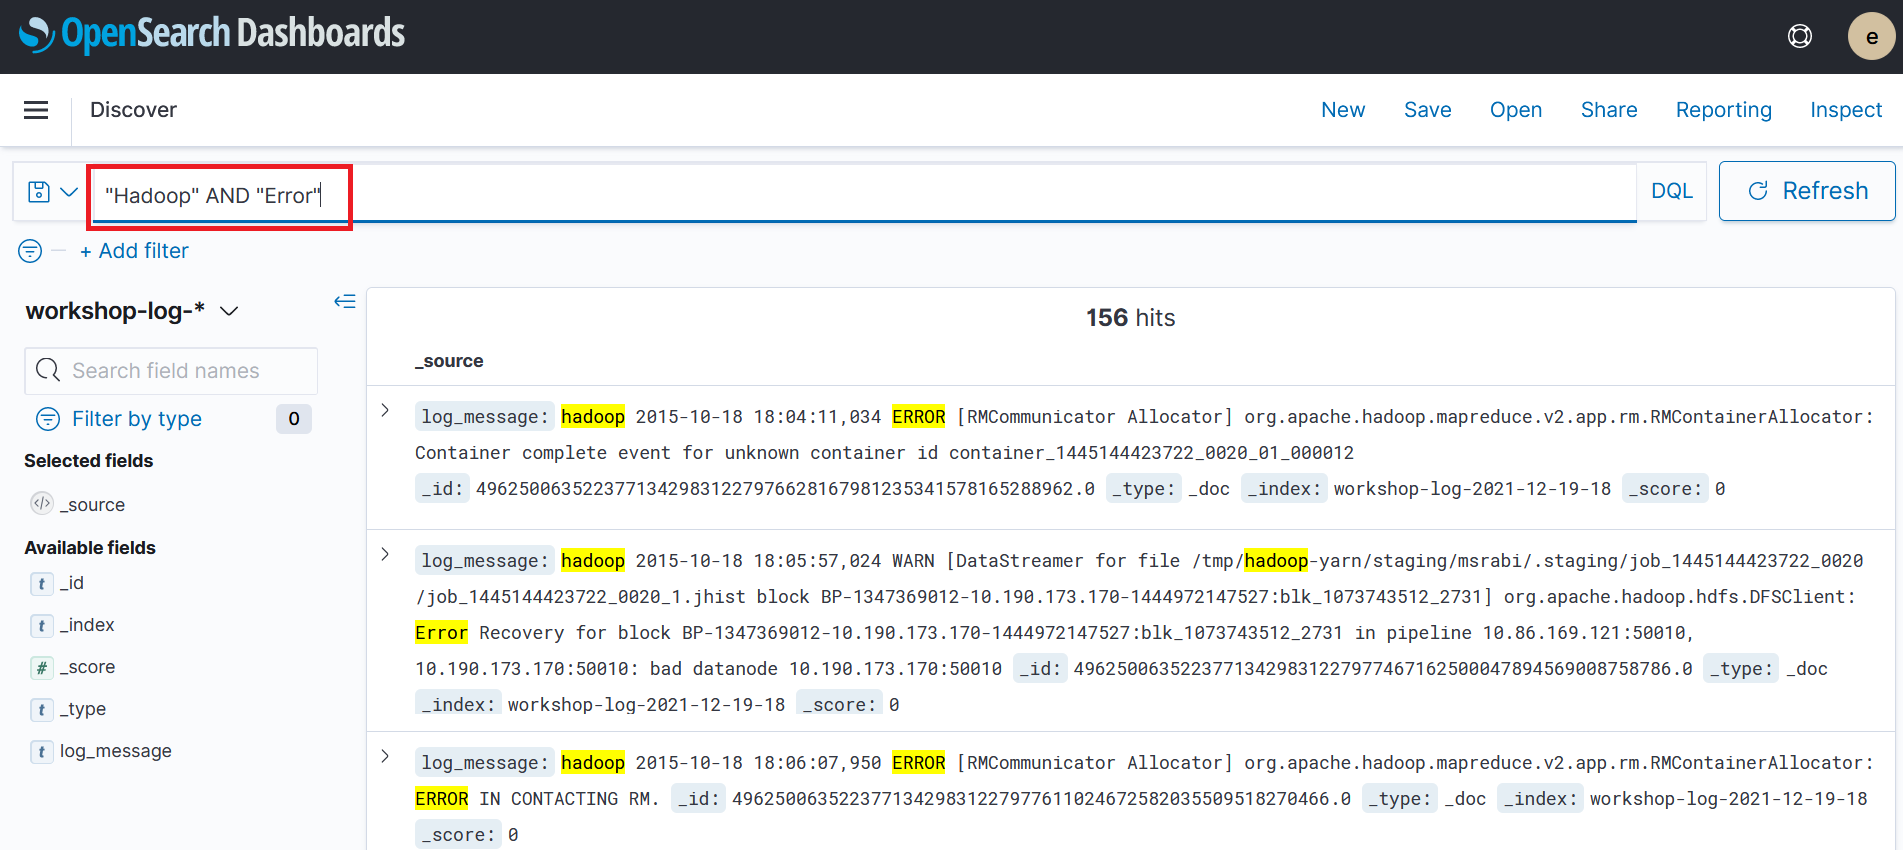 OpenSearch Dashboards
e
Discover
New Save Open Share Reporting Inspect
"Hadoop" AND "Error"
DQL
Refresh
+ Add filter
workshop-log-*
Search field names
Filter by type 0
Selected fields
_source
Available fields
t _id
t _index
# _score
t _type
t log_message
156 hits
_source
log_message: hadoop 2015-10-18 18:04:11,034 ERROR [RMCommunicator Allocator] org.apache.hadoop.mapreduce.v2.app.rm.RMContainerAllocator:
Container complete event for unknown container id container_1445144423722_0020_01_000012
_id: 49625006352237713429831227976628167981235341578165288962.0 _type: _doc _index: workshop-log-2021-12-19-18 _score: 0
log_message: hadoop 2015-10-18 18:05:57,024 WARN [DataStreamer for file /tmp/hadoop-yarn/staging/msrabi/.staging/job_1445144423722_0020
/job_1445144423722_0020_1.jhist block BP-1347369012-10.190.173.170-1444972147527:blk_1073743512_2731] org.apache.hadoop.hdfs.DFSClient:
Error Recovery for block BP-1347369012-10.190.173.170-1444972147527:blk_1073743512_2731 in pipeline 10.86.169.121:50010,
10.190.173.170:50010: bad datanode 10.190.173.170:50010 _id: 49625006352237713429831227977467162500047894569008758786.0 _type: _doc
_index: workshop-log-2021-12-19-18 _score: 0
log_message: hadoop 2015-10-18 18:06:07,950 ERROR [RMCommunicator Allocator] org.apache.hadoop.mapreduce.v2.app.rm.RMContainerAllocator:
ERROR IN CONTACTING RM. _id: 49625006352237713429831227977611024672582035509518270466.0 _type: _doc _index: workshop-log-2021-12-19-18
_score: 0